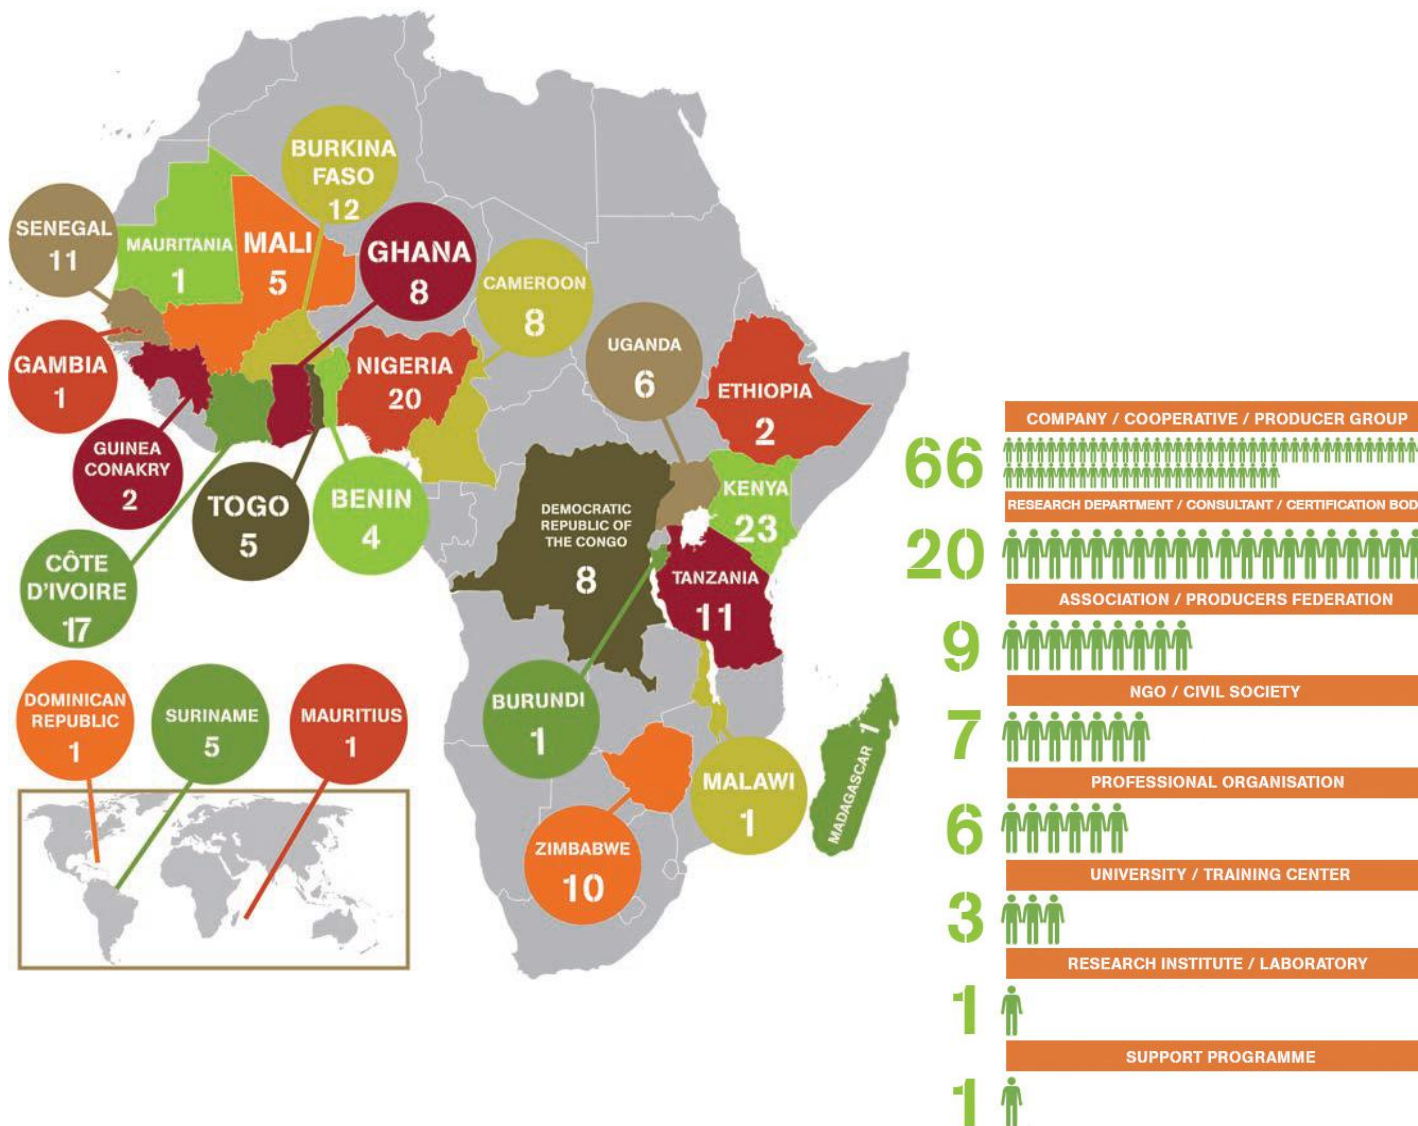 BURKINA
FASO
12
SENEGAL
11
MAURITANIA
1
MALI
5
GHANA
8
CAMEROON
8
GAMBIA
1
NIGERIA
20
UGANDA
6
ETHIOPIA
2
GUINEA
CONAKRY
2
TOGO
5
BENIN
4
DEMOCRATIC
REPUBLIC OF
THE CONGO
8
KENYA
23
CÔTE
D'IVOIRE
17
TANZANIA
11
DOMINICAN
REPUBLIC
1
SURINAME
5
MAURITIUS
1
BURUNDI
1
MALAWI
1
MADAGASCAR 1
ZIMBABWE
10
COMPANY / COOPERATIVE / PRODUCER GROUP
66
RESEARCH DEPARTMENT / CONSULTANT / CERTIFICATION BOD
20
ASSOCIATION / PRODUCERS FEDERATION
9
NGO / CIVIL SOCIETY
7
PROFESSIONAL ORGANISATION
6
UNIVERSITY / TRAINING CENTER
3
RESEARCH INSTITUTE / LABORATORY
1
SUPPORT PROGRAMME
1